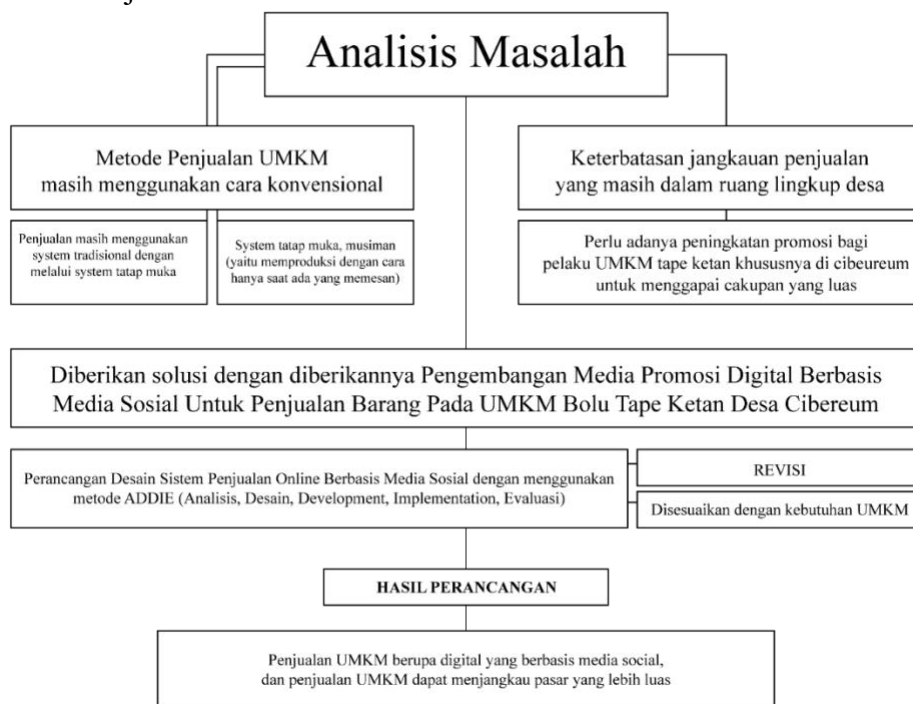 Analisis Masalah
Metode Penjualan UMKM
masih menggunakan cara konvensional
Keterbatasan jangkauan penjualan
yang masih dalam ruang lingkup desa
Penjualan masih menggunakan
system tradisional dengan
melalui system tatap muka
System tatap muka, musiman
(yaitu memproduksi dengan cara
hanya saat ada yang memesan)
Perlu adanya peningkatan promosi bagi
pelaku UMKM tape ketan khususnya di cibeureum
untuk menggapai cakupan yang luas
Diberikan solusi dengan diberikannya Pengembangan Media Promosi Digital Berbasis
Media Sosial Untuk Penjualan Barang Pada UMKM Bolu Tape Ketan Desa Cibereum
Perancangan Desain Sistem Penjualan Online Berbasis Media Sosial dengan menggunakan
metode ADDIE (Analisis, Desain, Development, Implementation, Evaluasi)
REVISI
Disesuaikan dengan kebutuhan UMKM
HASIL PERANCANGAN
Penjualan UMKM berupa digital yang berbasis media social,
dan penjualan UMKM dapat menjangkau pasar yang lebih luas